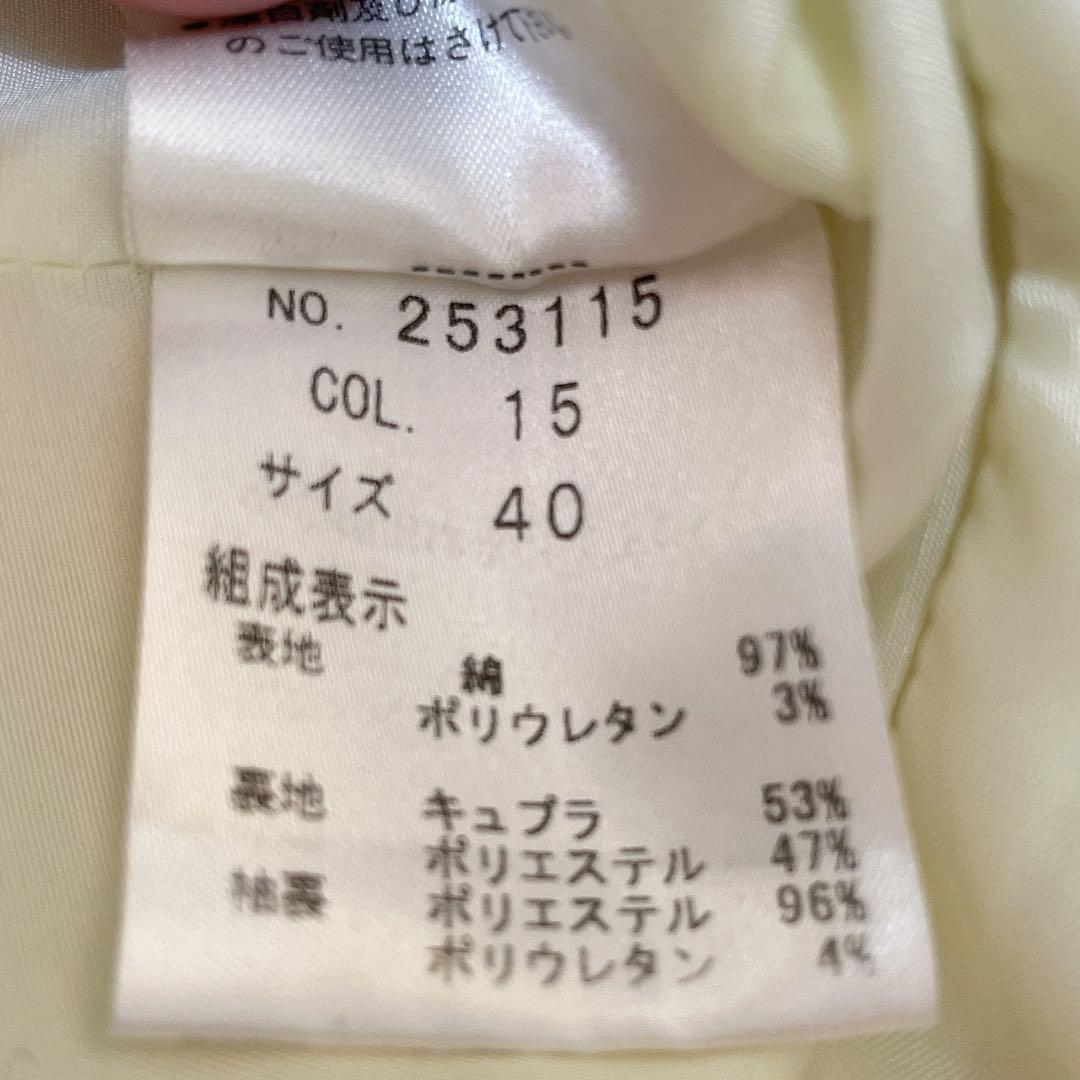 のご使用はさけて下さい
NO. 253115
COL. 15
サイズ 40
組成表示
表地 綿 97%
ポリウレタン 3%
裏地 キュプラ 53%
ポリエステル 47%
袖裏 ポリエステル 96%
ポリウレタン 4%